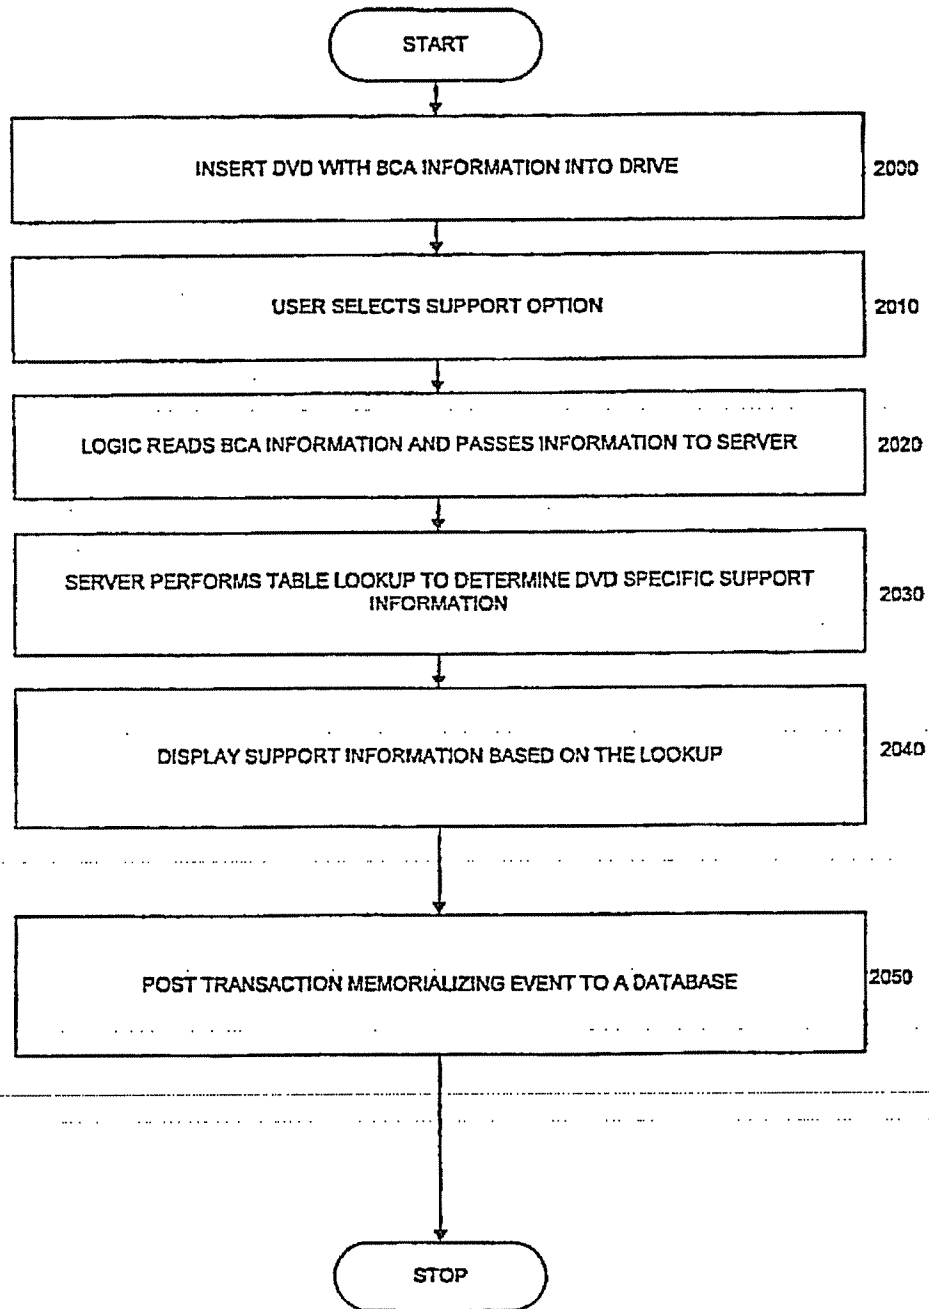 START
INSERT DVD WITH BCA INFORMATION INTO DRIVE
2000
USER SELECTS SUPPORT OPTION
2010
LOGIC READS BCA INFORMATION AND PASSES INFORMATION TO SERVER
2020
SERVER PERFORMS TABLE LOOKUP TO DETERMINE DVD SPECIFIC SUPPORT
INFORMATION
2030
DISPLAY SUPPORT INFORMATION BASED ON THE LOOKUP
2040
POST TRANSACTION MEMORIALIZING EVENT TO A DATABASE
2050
STOP